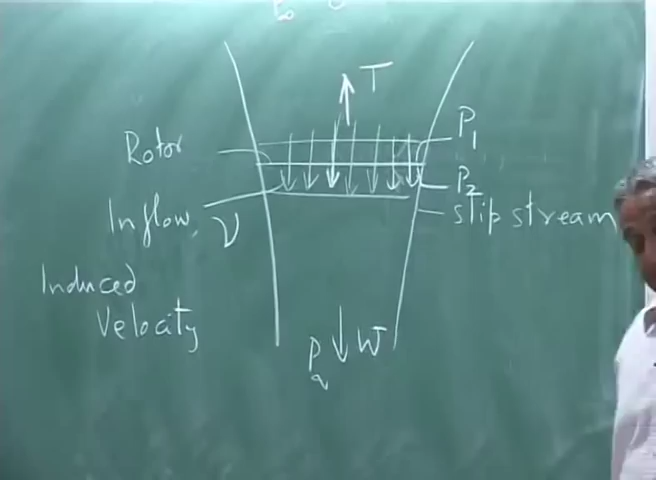 T
Rotor
P1
P2
Inflow, ν
slip stream
Induced
Velocity
Pa
W